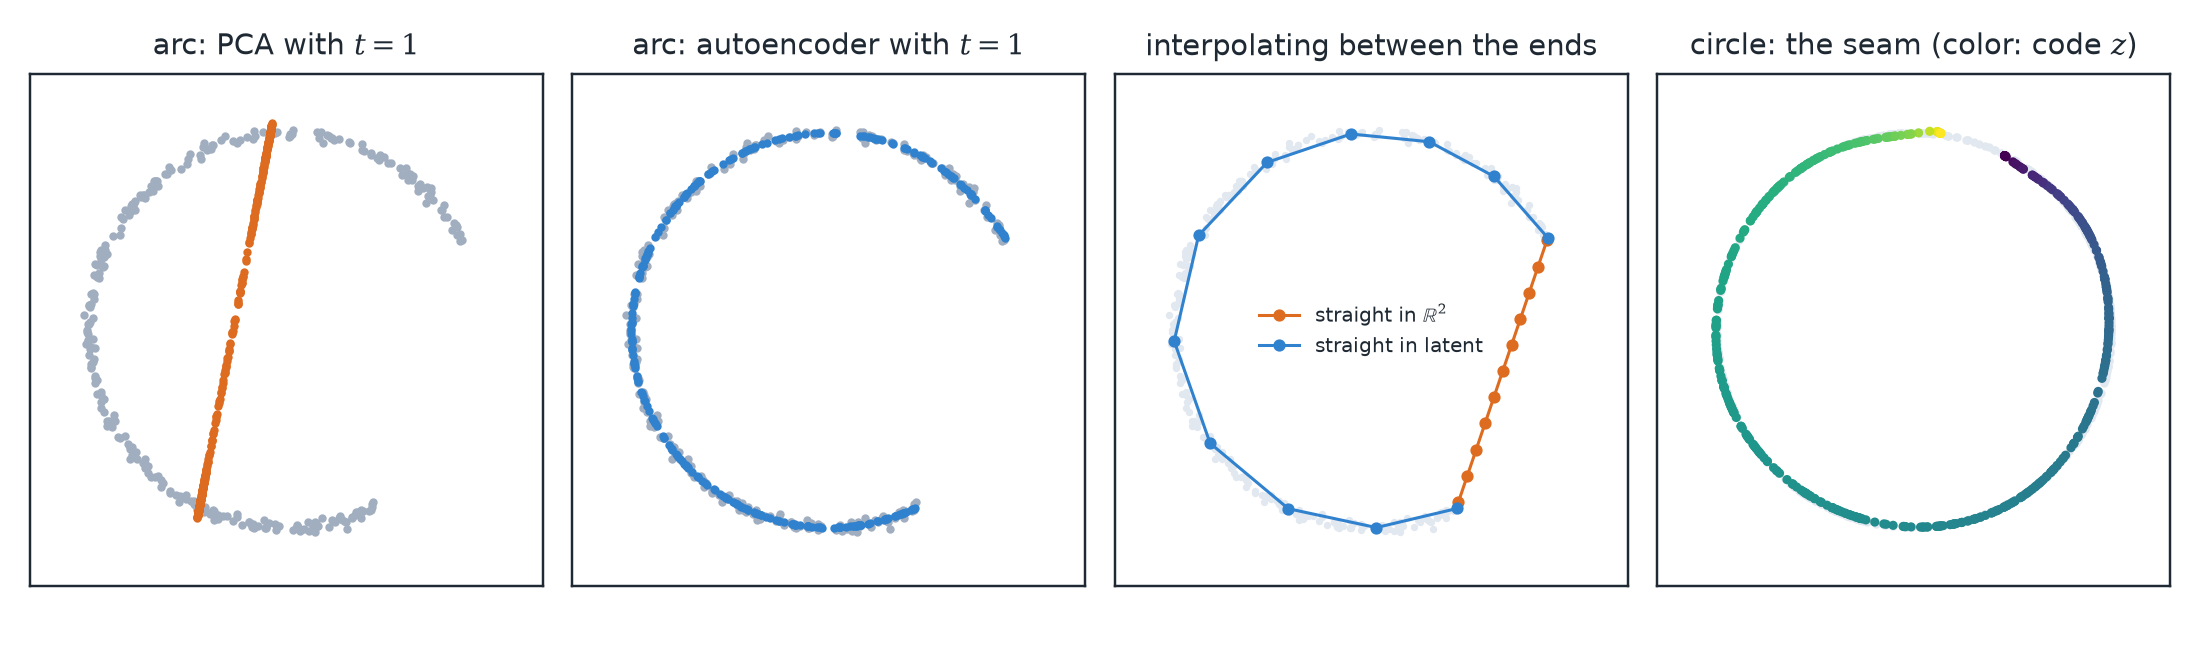 arc: PCA with t = 1
arc: autoencoder with t = 1
interpolating between the ends
circle: the seam (color: code z)
straight in ℝ²
straight in latent